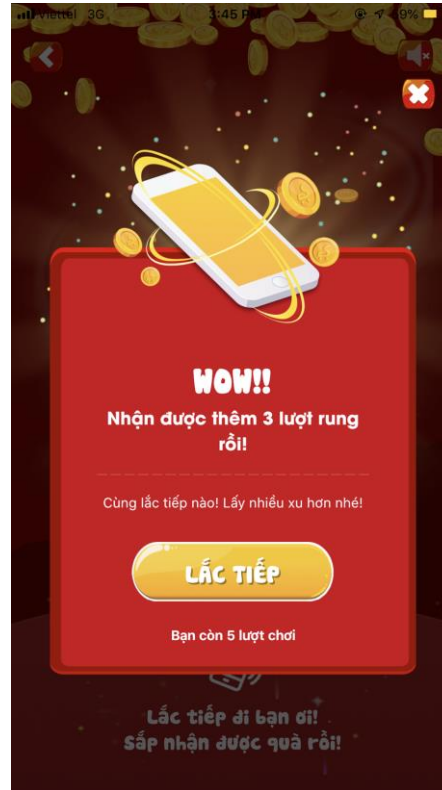 Viettel 3G 3:45 PM 59%
WOW!!
Nhận được thêm 3 lượt rung
rồi!
Cùng lắc tiếp nào! Lấy nhiều xu hơn nhé!
LẮC TIẾP
Bạn còn 5 lượt chơi
Lắc tiếp đi bạn ơi!
Sắp nhận được quà rồi!